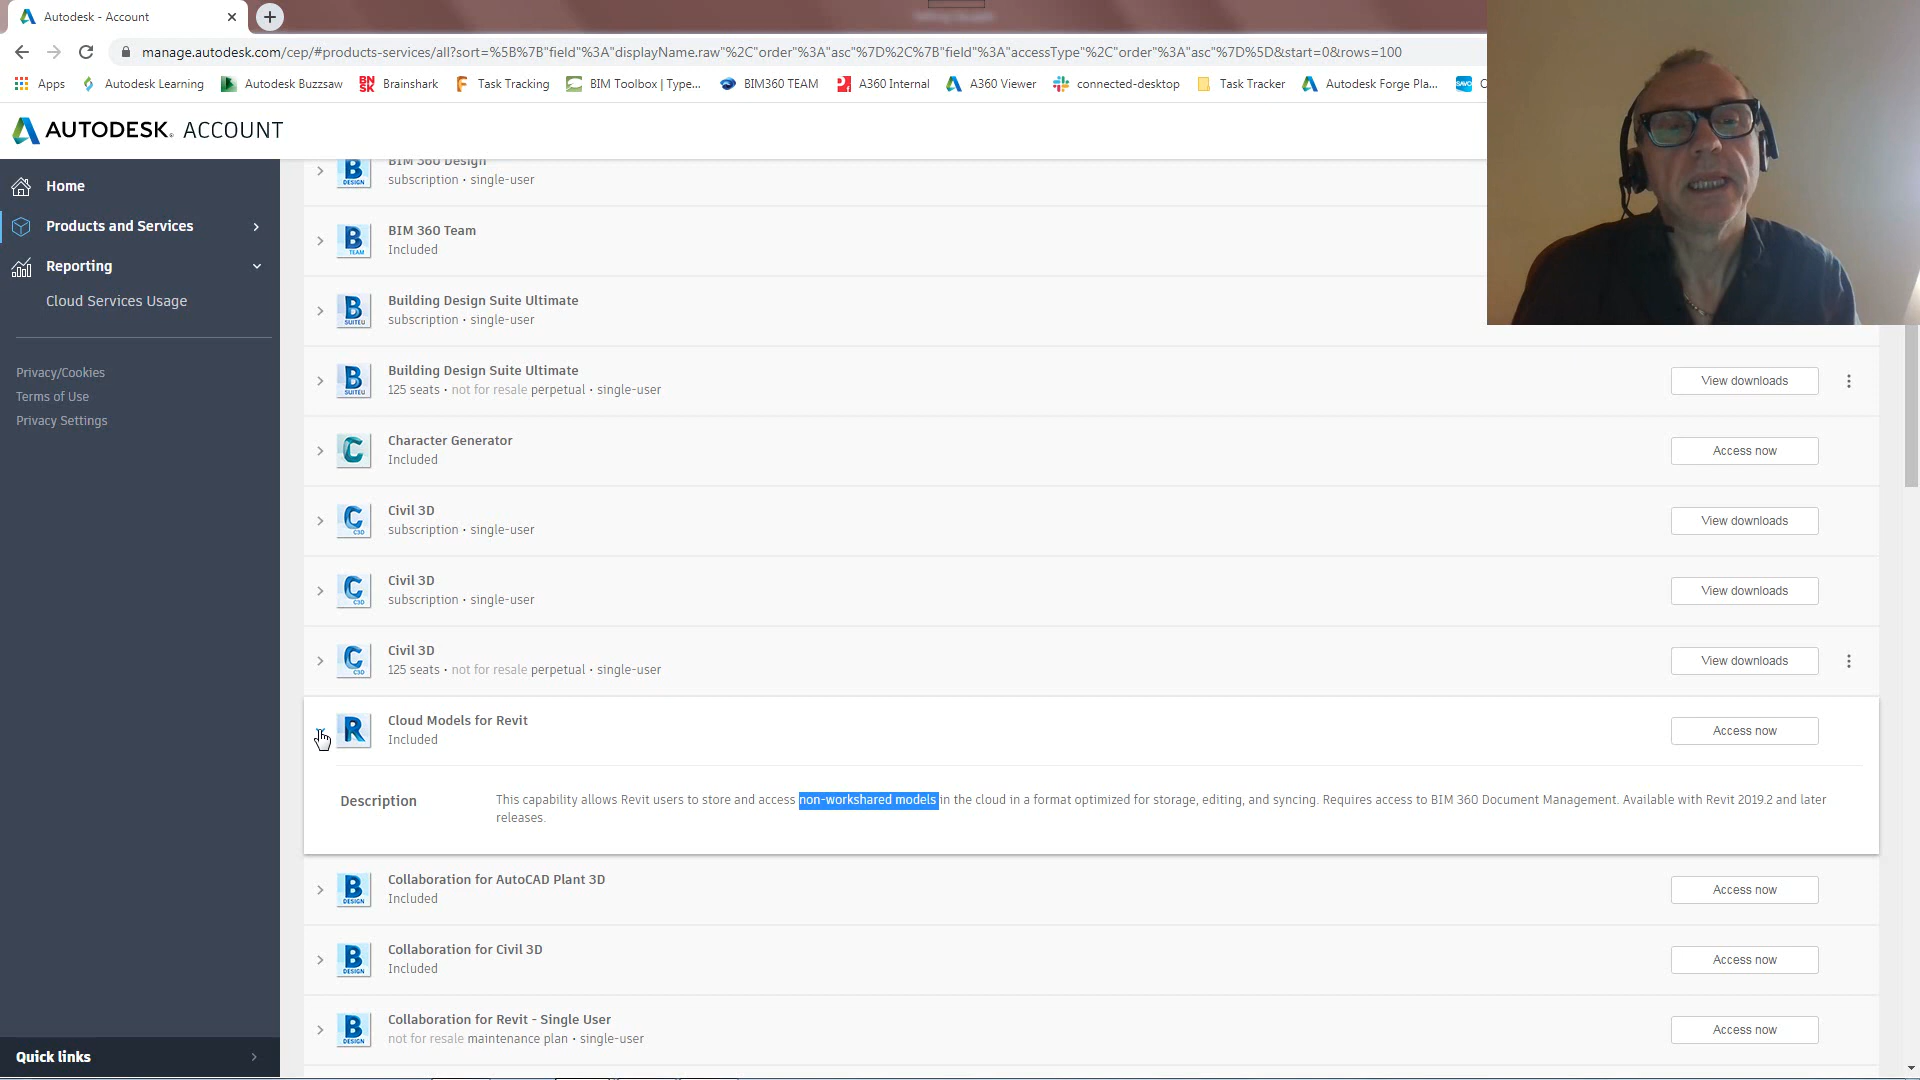 Autodesk - Account
manage.autodesk.com/cep/#products-services/all?sort=%5B%7B"field"%3A"displayName.raw"%2C"order"%3A"asc"%7D%2C%7B"field"%3A"accessType"%2C"order"%3A"asc"%7D%5D&start=0&rows=100
Apps Autodesk Learning Autodesk Buzzsaw BN Brainshark Task Tracking BIM Toolbox | Type... BIM360 TEAM A360 Internal A360 Viewer connected-desktop Task Tracker Autodesk Forge Pla...
AUTODESK. ACCOUNT
Home
Products and Services
Reporting
Cloud Services Usage
Privacy/Cookies
Terms of Use
Privacy Settings
Quick links
BIM 360 Design
subscription • single-user
BIM 360 Team
Included
Building Design Suite Ultimate
subscription • single-user
Building Design Suite Ultimate
125 seats • not for resale perpetual • single-user
View downloads
Character Generator
Included
Access now
Civil 3D
subscription • single-user
View downloads
Civil 3D
subscription • single-user
View downloads
Civil 3D
125 seats • not for resale perpetual • single-user
View downloads
Cloud Models for Revit
Included
Access now
Description
This capability allows Revit users to store and access non-workshared models in the cloud in a format optimized for storage, editing, and syncing. Requires access to BIM 360 Document Management. Available with Revit 2019.2 and later
releases.
Collaboration for AutoCAD Plant 3D
Included
Access now
Collaboration for Civil 3D
Included
Access now
Collaboration for Revit - Single User
not for resale maintenance plan • single-user
Access now